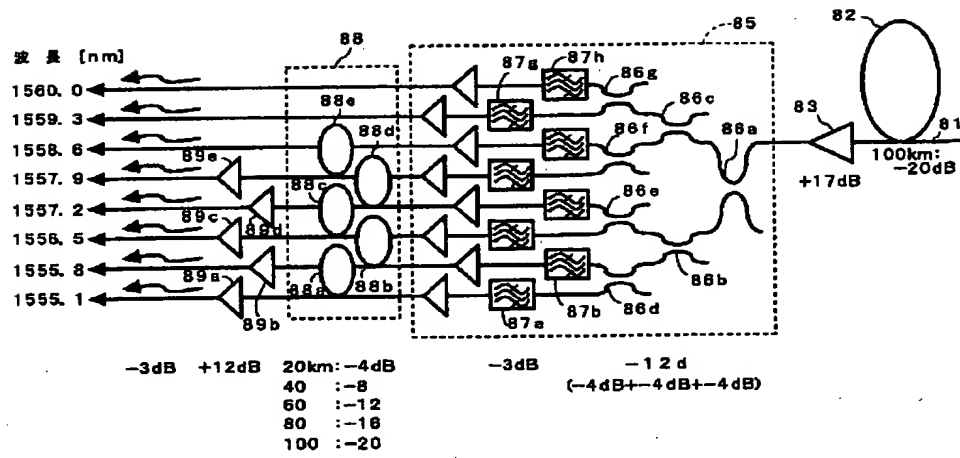 波長 [nm]
1560.0
1559.3
1558.6
1557.9
1557.2
1556.5
1555.8
1555.1
88
85
82
87g
87h
86g
88e
88d
86c
83
86f
86a
81
89e
100km:
-20dB
88c
+17dB
86e
89c
89d
89a
88a
88b
86b
89b
87a
87b
86d
-3dB +12dB 20km:-4dB -3dB -12d
40 :-8 (-4dB+-4dB+-4dB)
60 :-12
80 :-16
100 :-20